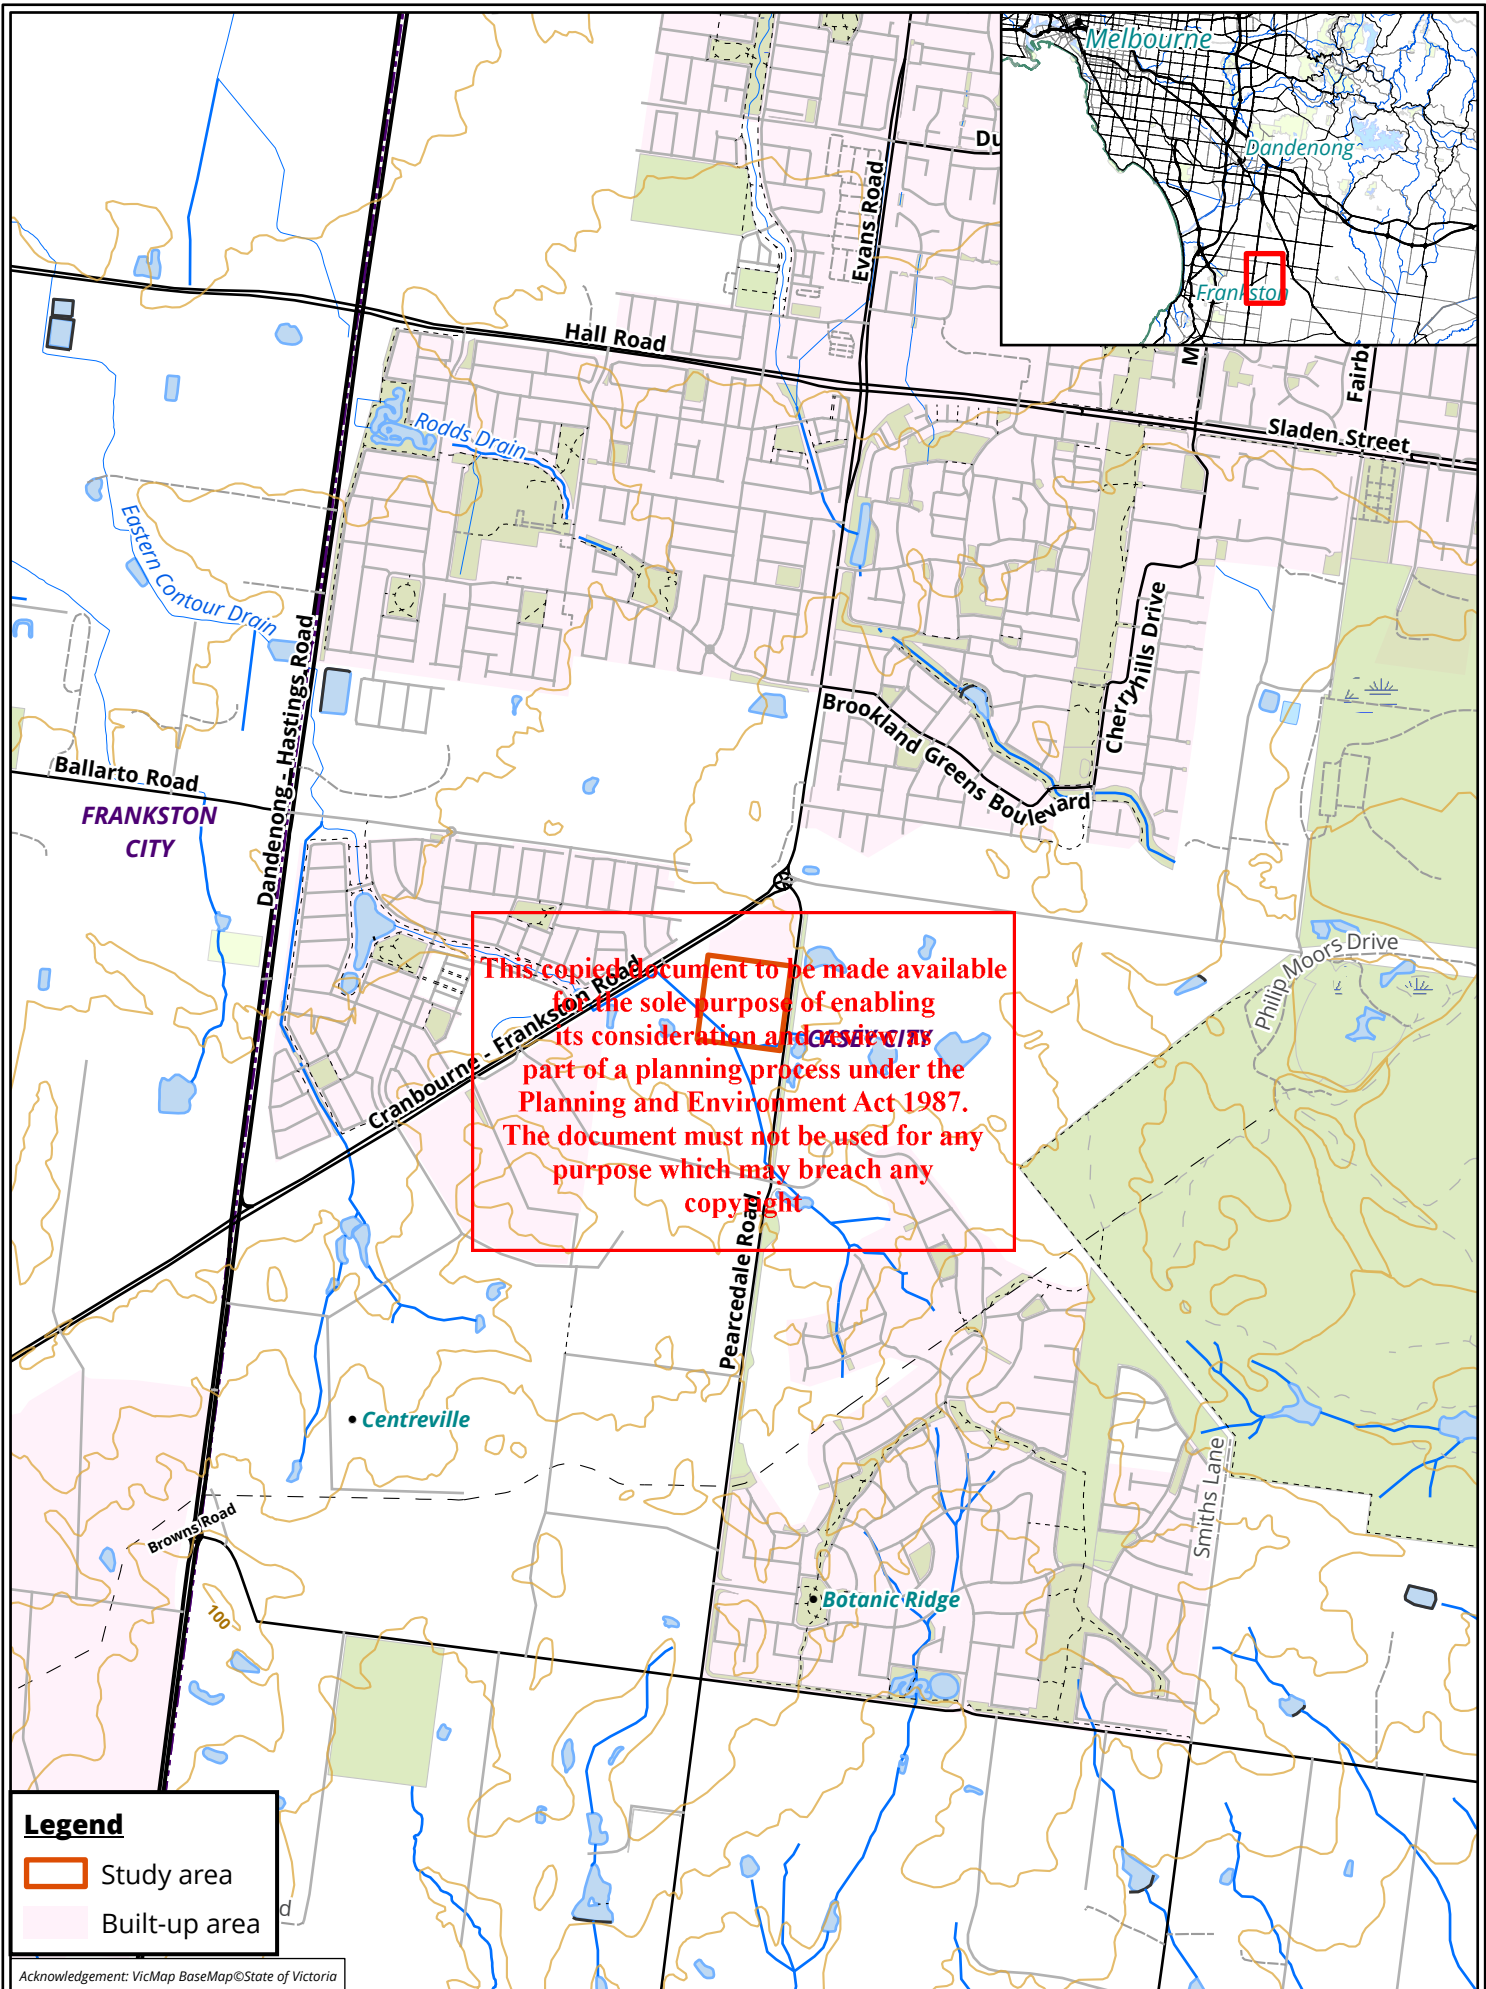 Melbourne
Dandenong
Frankston
Du
Evans Road
Hall Road
M
Fairb
Sladen Street
Rodds Drain
Eastern Contour Drain
Dandenong - Hastings Road
Cherryhills Drive
Brookland Greens Boulevard
Ballarto Road
FRANKSTON
CITY
Philip Moors Drive
Cranbourne - Frankston Road
CASEY CITY
This copied document to be made available
for the sole purpose of enabling
its consideration and review as
part of a planning process under the
Planning and Environment Act 1987.
The document must not be used for any
purpose which may breach any
copyright
Pearcedale Road
Centreville
Smiths Lane
Browns Road
Botanic Ridge
100
Legend
Study area
Built-up area
d
Acknowledgement: VicMap BaseMap©State of Victoria